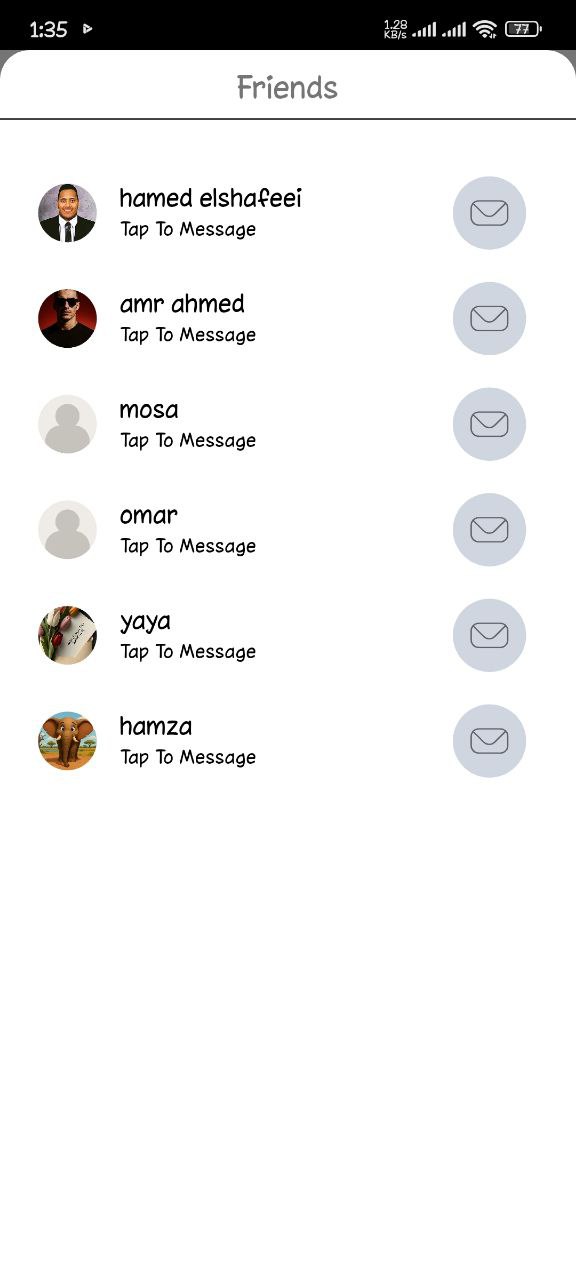 1:35
1.28
KB/s
77
Friends
hamed elshafeei
Tap To Message
amr ahmed
Tap To Message
mosa
Tap To Message
omar
Tap To Message
yaya
Tap To Message
hamza
Tap To Message